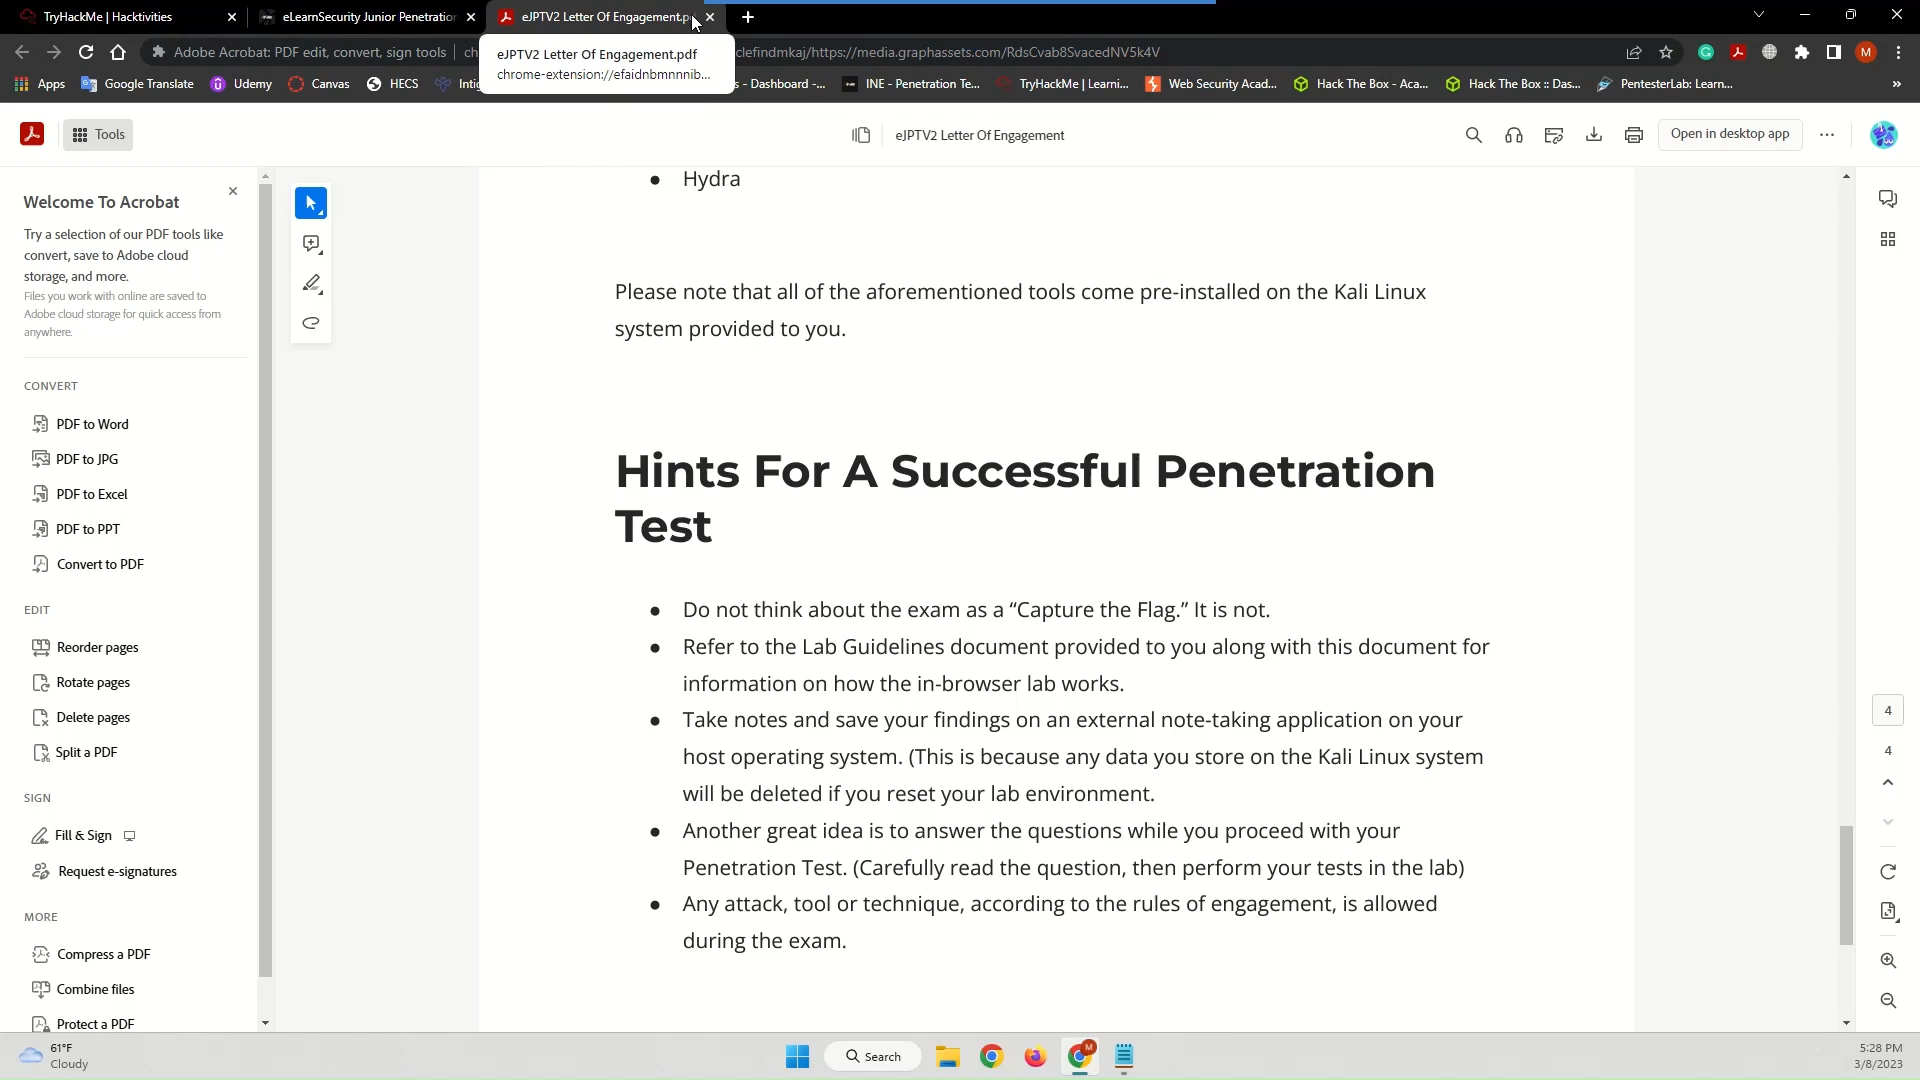 TryHackMe | Hacktivities
eLearnSecurity Junior Penetration
eJPTV2 Letter Of Engagement.p
Adobe Acrobat: PDF edit, convert, sign tools
ch
clefindmkaj/https://media.graphassets.com/RdsCvab8SvacedNV5k4V
eJPTV2 Letter Of Engagement.pdf
chrome-extension://efaidnbmnnnib...
Apps
Google Translate
Udemy
Canvas
HECS
Intig
s - Dashboard -...
INE - Penetration Te...
TryHackMe | Learni...
Web Security Acad...
Hack The Box - Aca...
Hack The Box :: Das...
PentesterLab: Learn...
»
M
Tools
eJPTV2 Letter Of Engagement
Open in desktop app
Welcome To Acrobat
Try a selection of our PDF tools like
convert, save to Adobe cloud
storage, and more.
Files you work with online are saved to
Adobe cloud storage for quick access from
anywhere.
CONVERT
PDF to Word
PDF to JPG
PDF to Excel
PDF to PPT
Convert to PDF
EDIT
Reorder pages
Rotate pages
Delete pages
Split a PDF
SIGN
Fill & Sign
Request e-signatures
MORE
Compress a PDF
Combine files
Protect a PDF
● Hydra
Please note that all of the aforementioned tools come pre-installed on the Kali Linux
system provided to you.
Hints For A Successful Penetration
Test
● Do not think about the exam as a “Capture the Flag.” It is not.
● Refer to the Lab Guidelines document provided to you along with this document for
information on how the in-browser lab works.
● Take notes and save your findings on an external note-taking application on your
host operating system. (This is because any data you store on the Kali Linux system
will be deleted if you reset your lab environment.
● Another great idea is to answer the questions while you proceed with your
Penetration Test. (Carefully read the question, then perform your tests in the lab)
● Any attack, tool or technique, according to the rules of engagement, is allowed
during the exam.
4
4
61°F
Cloudy
Search
M
5:28 PM
3/8/2023